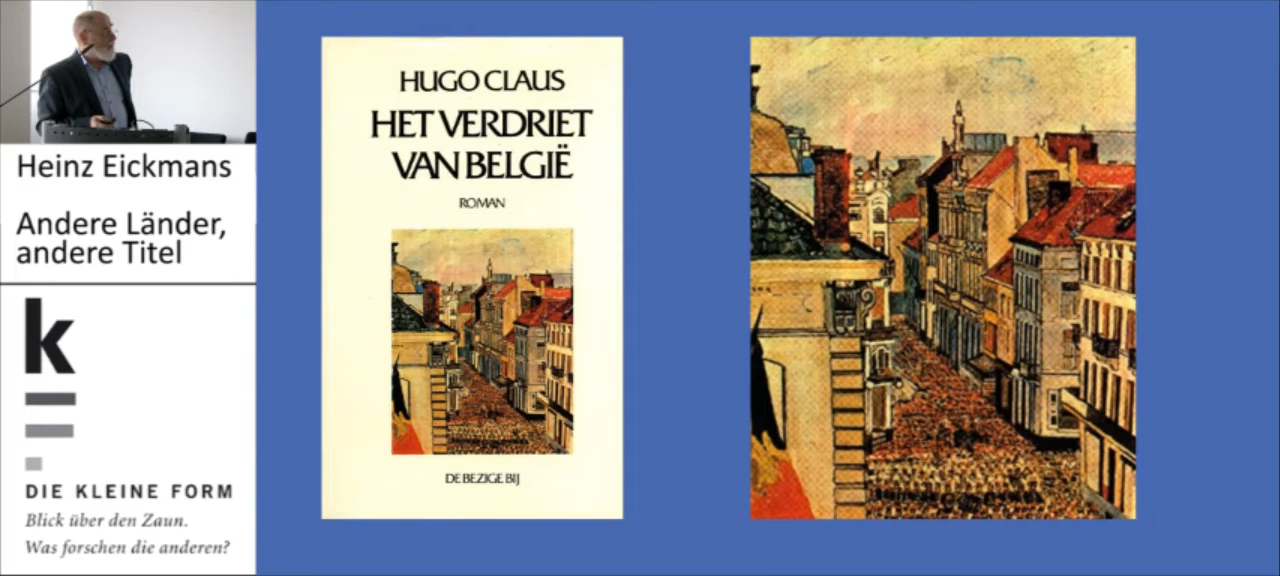 Heinz Eickmans
Andere Länder,
andere Titel
k
DIE KLEINE FORM
Blick über den Zaun.
Was forschen die anderen?
HUGO CLAUS
HET VERDRIET
VAN BELGIË
ROMAN
DE BEZIGE BIJ